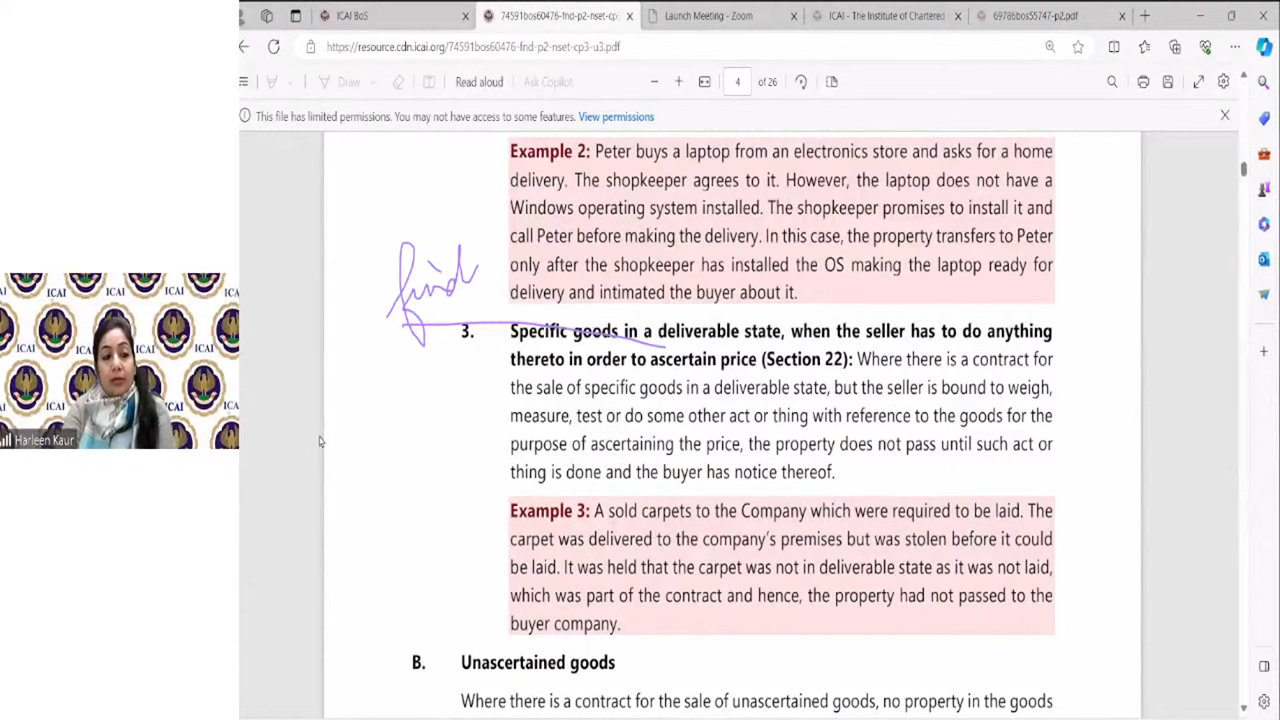 ICAI BoS
74591bos60476-fnd-p2-nset-cp
Launch Meeting - Zoom
ICAI - The Institute of Chartered
69786bos55747-p2.pdf
https://resource.cdn.icai.org/74591bos60476-fnd-p2-nset-cp3-u3.pdf
Draw
Read aloud
Ask Copilot
4
of 26
This file has limited permissions. You may not have access to some features. View permissions
Example 2: Peter buys a laptop from an electronics store and asks for a home
delivery. The shopkeeper agrees to it. However, the laptop does not have a
Windows operating system installed. The shopkeeper promises to install it and
call Peter before making the delivery. In this case, the property transfers to Peter
only after the shopkeeper has installed the OS making the laptop ready for
delivery and intimated the buyer about it.
find
3. Specific goods in a deliverable state, when the seller has to do anything
thereto in order to ascertain price (Section 22): Where there is a contract for
the sale of specific goods in a deliverable state, but the seller is bound to weigh,
measure, test or do some other act or thing with reference to the goods for the
purpose of ascertaining the price, the property does not pass until such act or
thing is done and the buyer has notice thereof.
Example 3: A sold carpets to the Company which were required to be laid. The
carpet was delivered to the company's premises but was stolen before it could
be laid. It was held that the carpet was not in deliverable state as it was not laid,
which was part of the contract and hence, the property had not passed to the
buyer company.
B. Unascertained goods
Where there is a contract for the sale of unascertained goods, no property in the goods
ICAI
ICAI
ICAI
Harleen Kaur